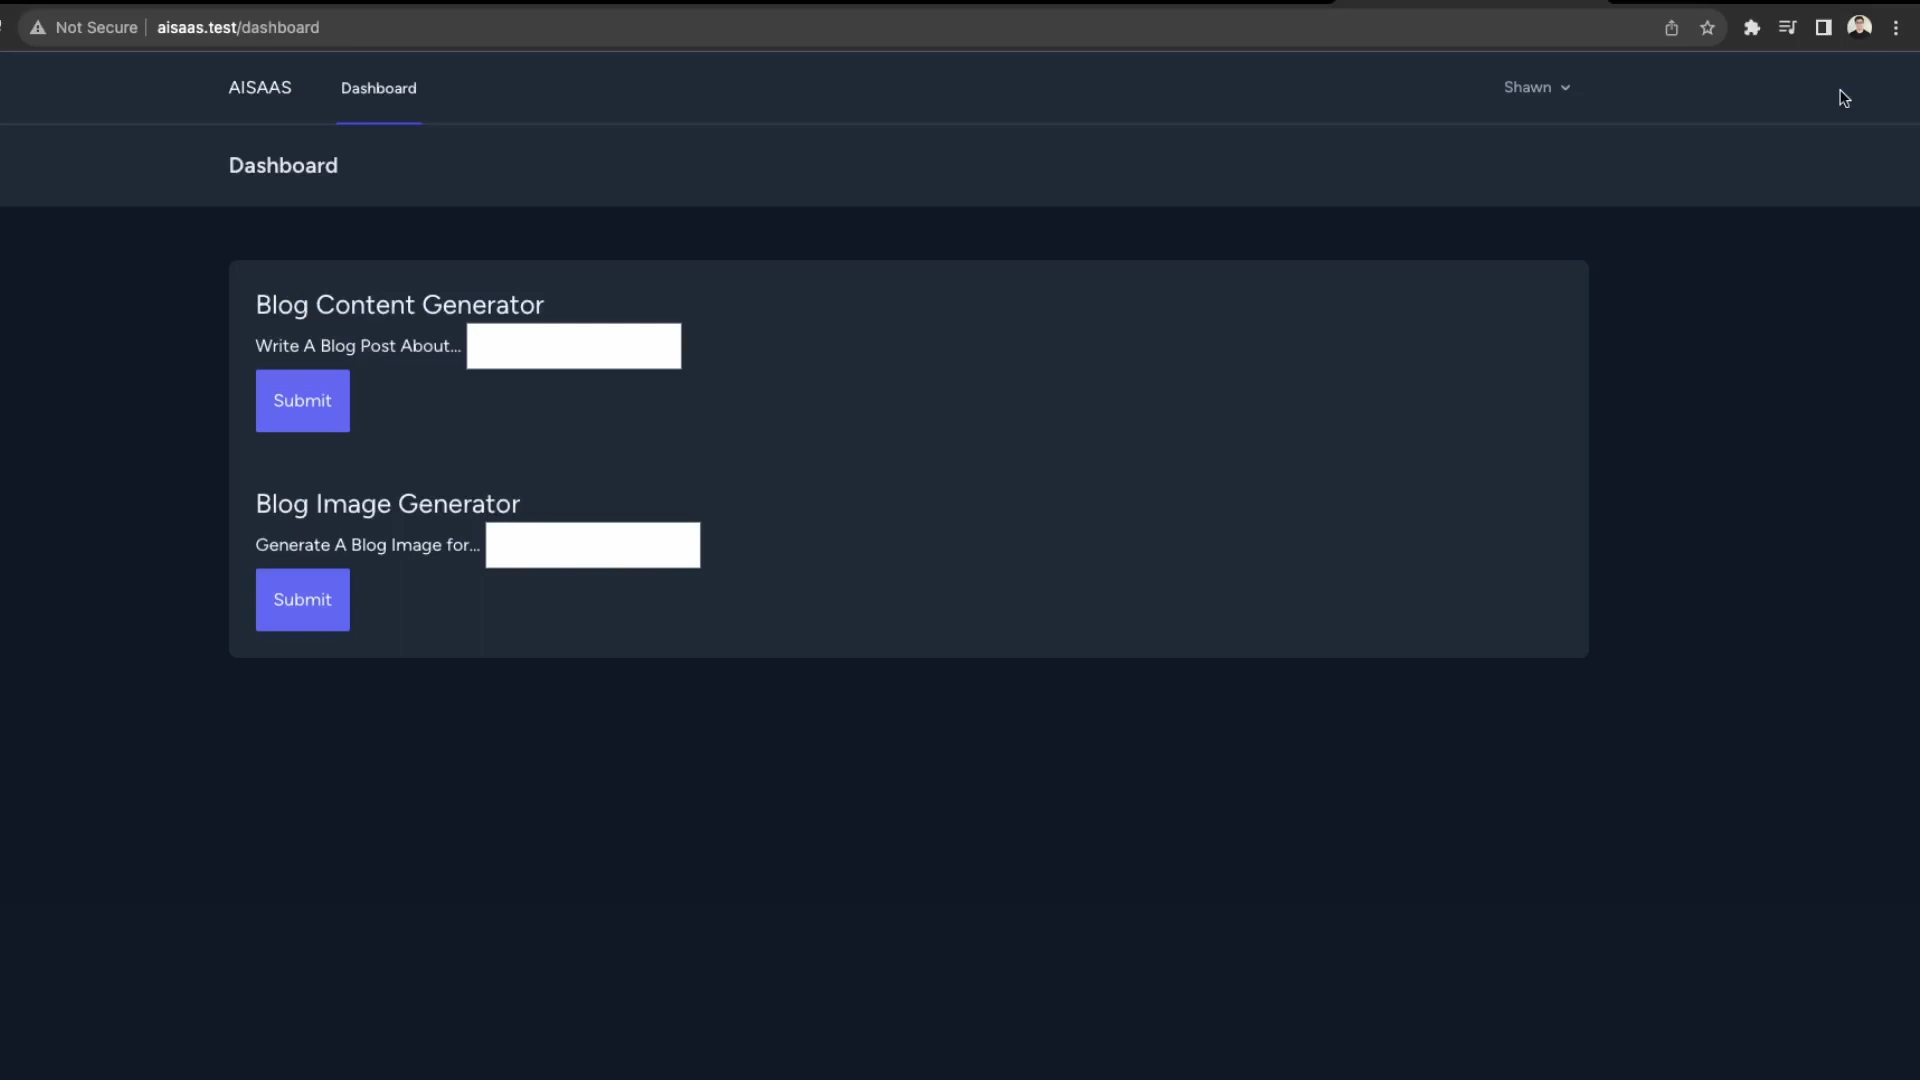 Not Secure aisaas.test/dashboard
AISAAS Dashboard Shawn
Dashboard
Blog Content Generator
Write A Blog Post About...
Submit
Blog Image Generator
Generate A Blog Image for...
Submit